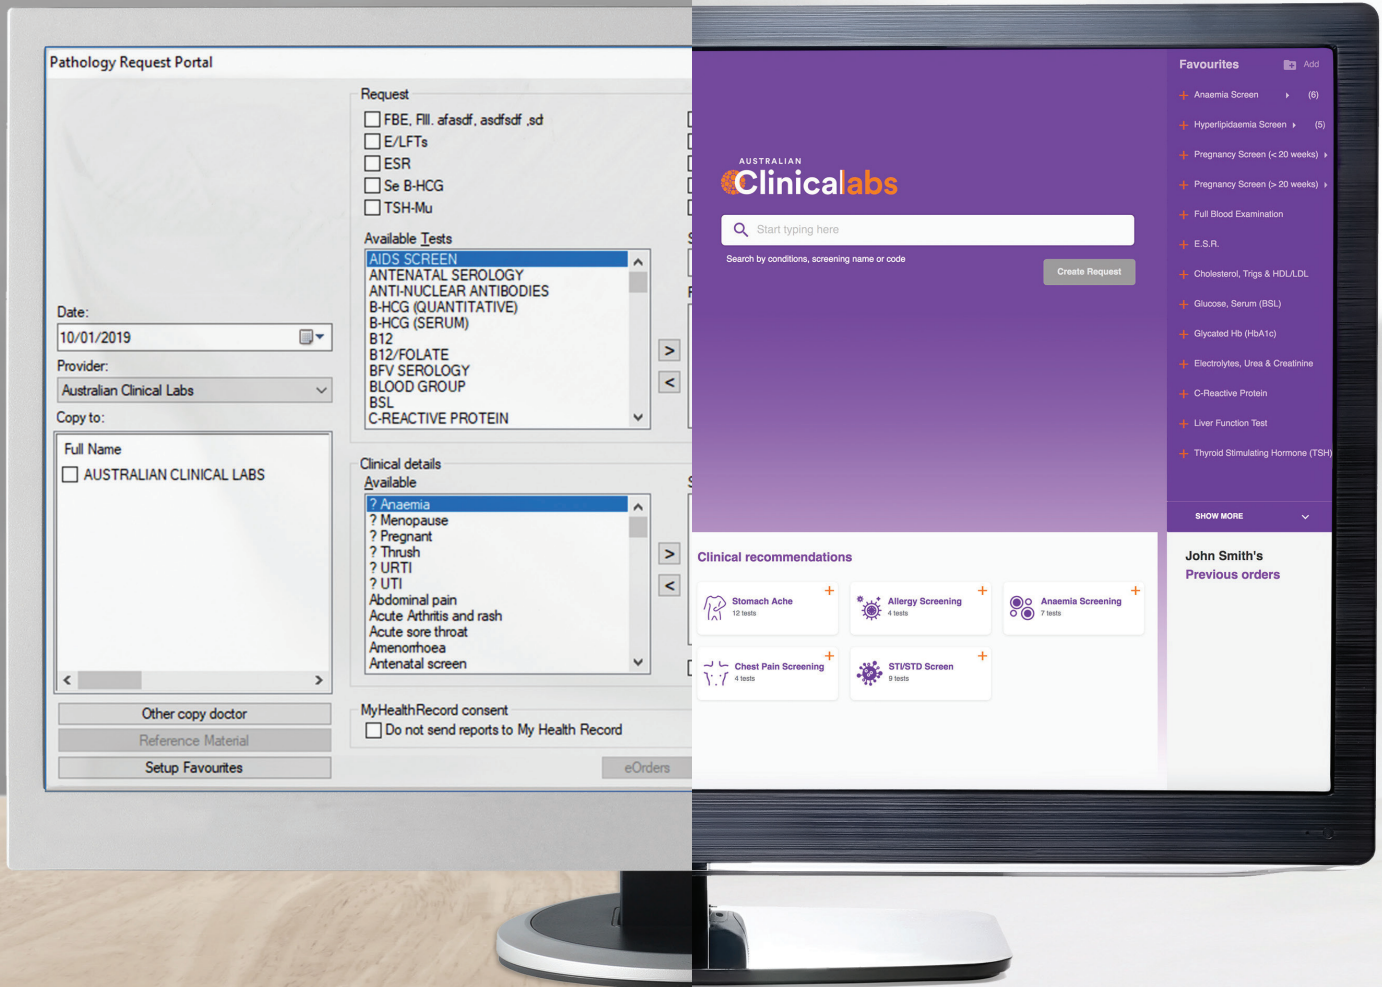 Pathology Request Portal
Date:
10/01/2019
Provider:
Australian Clinical Labs
Copy to:
Full Name
AUSTRALIAN CLINICAL LABS
Other copy doctor
Reference Material
Setup Favourites
Request
FBE, FIII. afasdf, asdfsdf ,sd
E/LFTs
ESR
Se B-HCG
TSH-Mu
Available Tests
AIDS SCREEN
ANTENATAL SEROLOGY
ANTI-NUCLEAR ANTIBODIES
B-HCG (QUANTITATIVE)
B-HCG (SERUM)
B12
B12/FOLATE
BFV SEROLOGY
BLOOD GROUP
BSL
C-REACTIVE PROTEIN
>
<
Clinical details
Available
? Anaemia
? Menopause
? Pregnant
? Thrush
? URTI
? UTI
Abdominal pain
Acute Arthritis and rash
Acute sore throat
Amenorrhoea
Antenatal screen
>
<
MyHealthRecord consent
Do not send reports to My Health Record
eOrders
AUSTRALIAN
Clinicalabs
Start typing here
Search by conditions, screening name or code
Create Request
Clinical recommendations
Stomach Ache
12 tests
Allergy Screening
4 tests
Anaemia Screening
7 tests
Chest Pain Screening
4 tests
STI/STD Screen
9 tests
Favourites
Add
Anaemia Screen (6)
Hyperlipidaemia Screen (5)
Pregnancy Screen (< 20 weeks)
Pregnancy Screen (> 20 weeks)
Full Blood Examination
E.S.R.
Cholesterol, Trigs & HDL/LDL
Glucose, Serum (BSL)
Glycated Hb (HbA1c)
Electrolytes, Urea & Creatinine
C-Reactive Protein
Liver Function Test
Thyroid Stimulating Hormone (TSH)
SHOW MORE
John Smith's
Previous orders